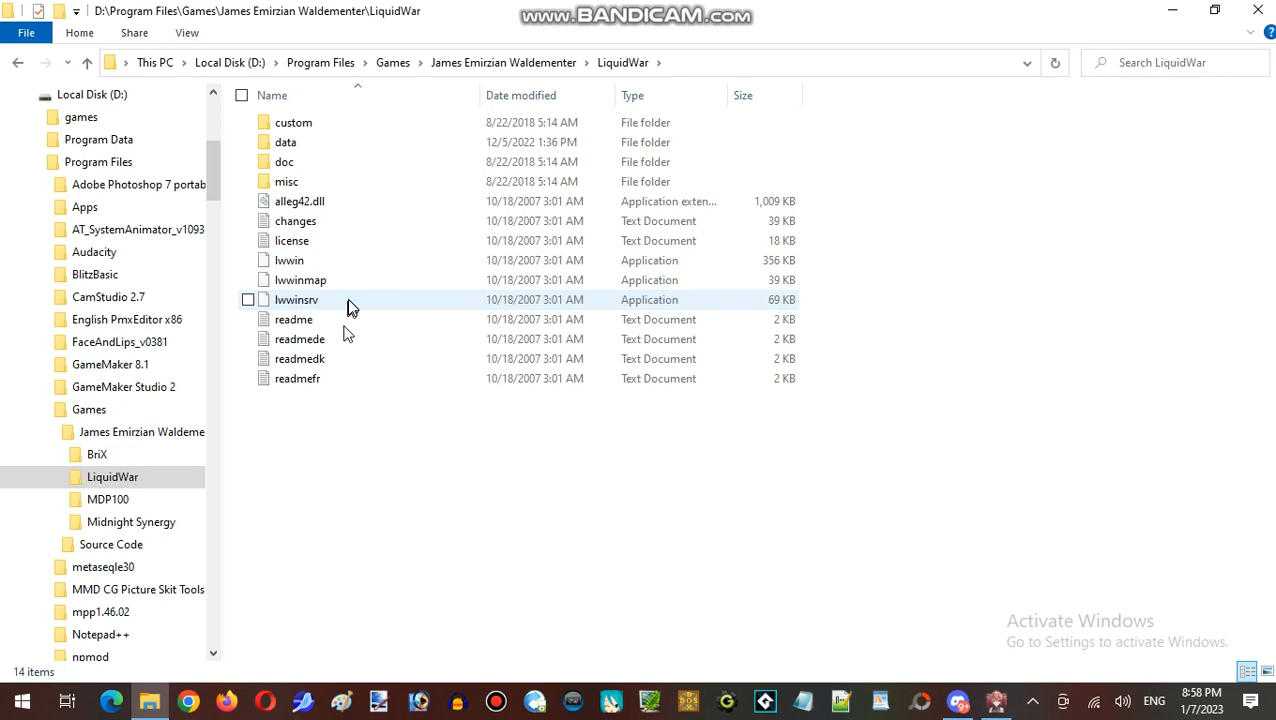 D:\Program Files\Games\James Emirzian Waldementer\LiquidWar
WWW.BANDICAM.COM
File Home Share View
This PC Local Disk (D:) Program Files Games James Emirzian Waldementer LiquidWar
Search LiquidWar
Local Disk (D:)
games
Program Data
Program Files
Adobe Photoshop 7 portab
Apps
AT_SystemAnimator_v1093
Audacity
BlitzBasic
CamStudio 2.7
English PmxEditor x86
FaceAndLips_v0381
GameMaker 8.1
GameMaker Studio 2
Games
James Emirzian Waldeme
BriX
LiquidWar
MDP100
Midnight Synergy
Source Code
metaseqle30
MMD CG Picture Skit Tools
mpp1.46.02
Notepad++
npmod
Name Date modified Type Size
custom 8/22/2018 5:14 AM File folder
data 12/5/2022 1:36 PM File folder
doc 8/22/2018 5:14 AM File folder
misc 8/22/2018 5:14 AM File folder
alleg42.dll 10/18/2007 3:01 AM Application exten... 1,009 KB
changes 10/18/2007 3:01 AM Text Document 39 KB
license 10/18/2007 3:01 AM Text Document 18 KB
lwwin 10/18/2007 3:01 AM Application 356 KB
lwwinmap 10/18/2007 3:01 AM Application 39 KB
lwwinsrv 10/18/2007 3:01 AM Application 69 KB
readme 10/18/2007 3:01 AM Text Document 2 KB
readmede 10/18/2007 3:01 AM Text Document 2 KB
readmedk 10/18/2007 3:01 AM Text Document 2 KB
readmefr 10/18/2007 3:01 AM Text Document 2 KB
Activate Windows
Go to Settings to activate Windows.
14 items
ENG
8:58 PM
1/7/2023